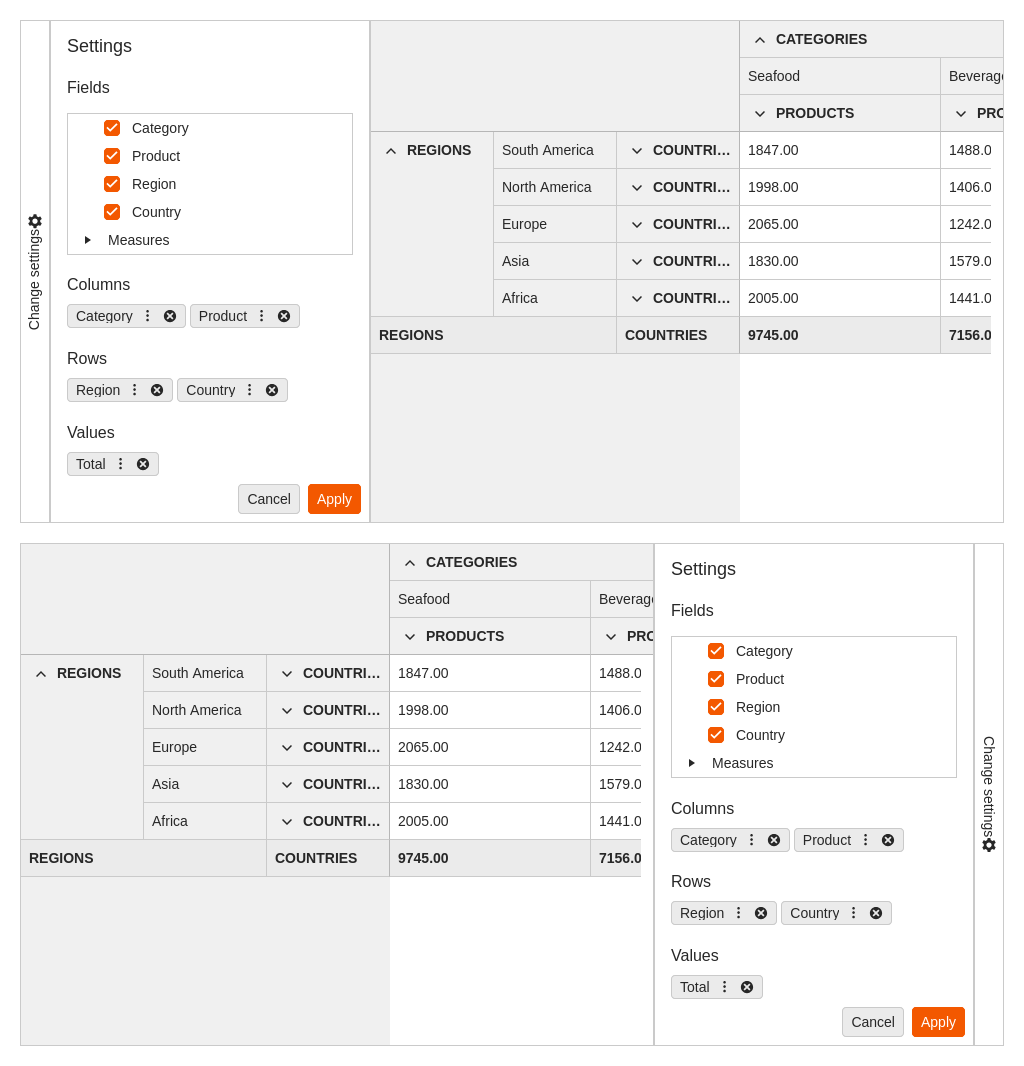 Change settings
Settings
Fields
Category
Product
Region
Country
Measures
Columns
Category Product
Rows
Region Country
Values
Total
Cancel Apply
CATEGORIES
Seafood Beverage
PRODUCTS PRO
REGIONS South America COUNTRI... 1847.00 1488.0
North America COUNTRI... 1998.00 1406.0
Europe COUNTRI... 2065.00 1242.0
Asia COUNTRI... 1830.00 1579.0
Africa COUNTRI... 2005.00 1441.0
REGIONS COUNTRIES 9745.00 7156.0
CATEGORIES
Seafood Beverage
PRODUCTS PRO
REGIONS South America COUNTRI... 1847.00 1488.0
North America COUNTRI... 1998.00 1406.0
Europe COUNTRI... 2065.00 1242.0
Asia COUNTRI... 1830.00 1579.0
Africa COUNTRI... 2005.00 1441.0
REGIONS COUNTRIES 9745.00 7156.0
Settings
Fields
Category
Product
Region
Country
Measures
Columns
Category Product
Rows
Region Country
Values
Total
Cancel Apply
Change settings